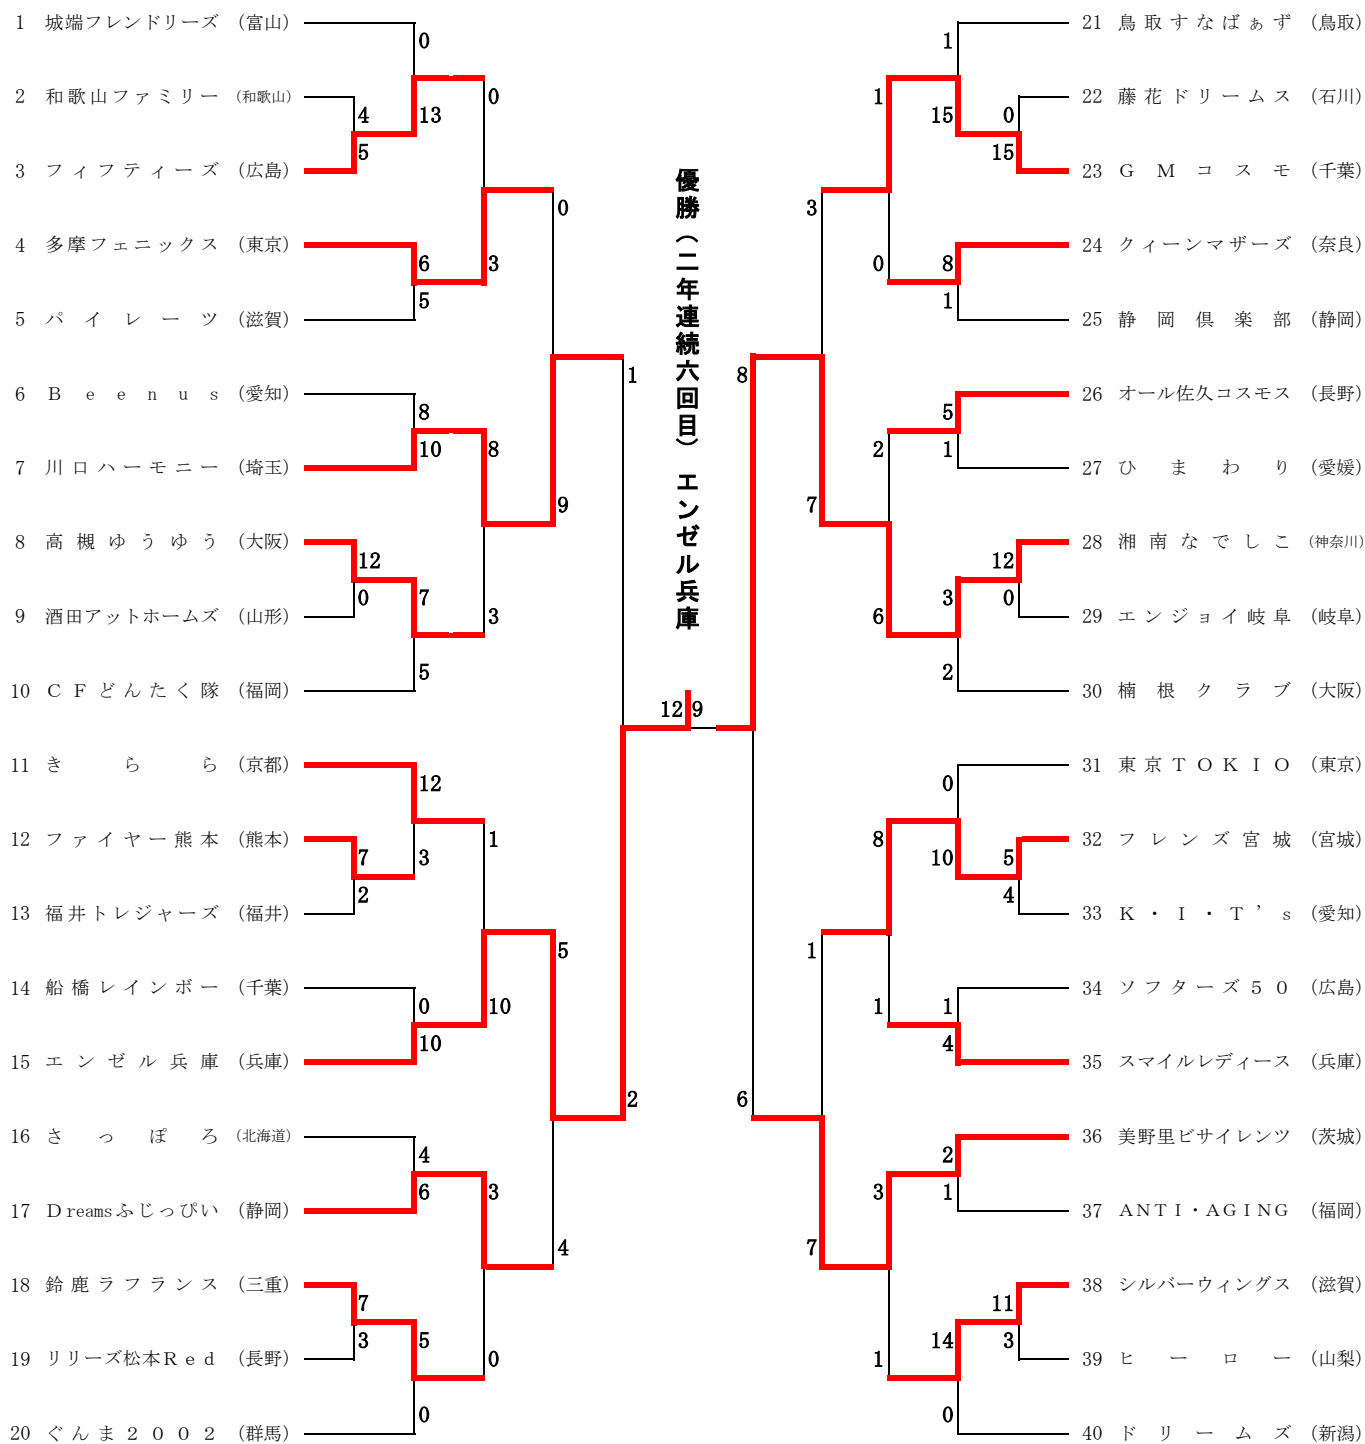 1 城端フレンドリーズ (富山)
0
2 和歌山ファミリー (和歌山)
13
0
4
3 フィフティーズ (広島)
5
4 多摩フェニックス (東京)
0
6
3
5 パイレーツ (滋賀)
5
6 Ｂｅｅｎｕｓ (愛知)
1
8
7 川口ハーモニー (埼玉)
10
8
8 高槻ゆうゆう (大阪)
9
12
9 酒田アットホームズ (山形)
0
7
3
10 ＣＦどんたく隊 (福岡)
5
11 きらら (京都)
12
12 ファイヤー熊本 (熊本)
7
3
1
13 福井トレジャーズ (福井)
2
14 船橋レインボー (千葉)
5
0
10
15 エンゼル兵庫 (兵庫)
10
16 さっぽろ (北海道)
2
4
17 Ｄreamsふじっぴい (静岡)
6
3
18 鈴鹿ラフランス (三重)
4
7
19 リリーズ松本Ｒｅｄ (長野)
3
5
0
20 ぐんま２００２ (群馬)
0
優勝（二年連続六回目）エンゼル兵庫
12 9
21 鳥取すなばぁず (鳥取)
1
22 藤花ドリームス (石川)
1
15
0
23 ＧＭコスモ (千葉)
15
24 クィーンマザーズ (奈良)
3
0
8
25 静岡倶楽部 (静岡)
1
26 オール佐久コスモス (長野)
8
5
27 ひまわり (愛媛)
2
1
28 湘南なでしこ (神奈川)
7
12
29 エンジョイ岐阜 (岐阜)
6
3
0
30 楠根クラブ (大阪)
2
31 東京ＴＯＫＩＯ (東京)
0
32 フレンズ宮城 (宮城)
8
10
5
33 Ｋ・Ｉ・Ｔ’ｓ (愛知)
4
34 ソフターズ５０ (広島)
1
1
1
35 スマイルレディース (兵庫)
4
36 美野里ビサイレンツ (茨城)
6
2
37 ＡＮＴＩ・ＡＧＩＮＧ (福岡)
3
1
38 シルバーウィングス (滋賀)
7
11
39 ヒーロー (山梨)
1
14
3
40 ドリームズ (新潟)
0